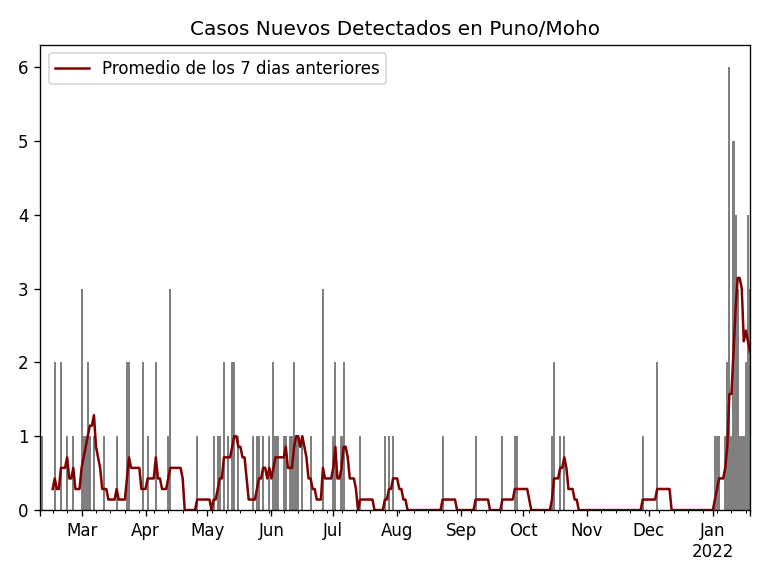 Casos Nuevos Detectados en Puno/Moho
Promedio de los 7 dias anteriores
6
5
4
3
2
1
0
Mar Apr May Jun Jul Aug Sep Oct Nov Dec Jan
2022